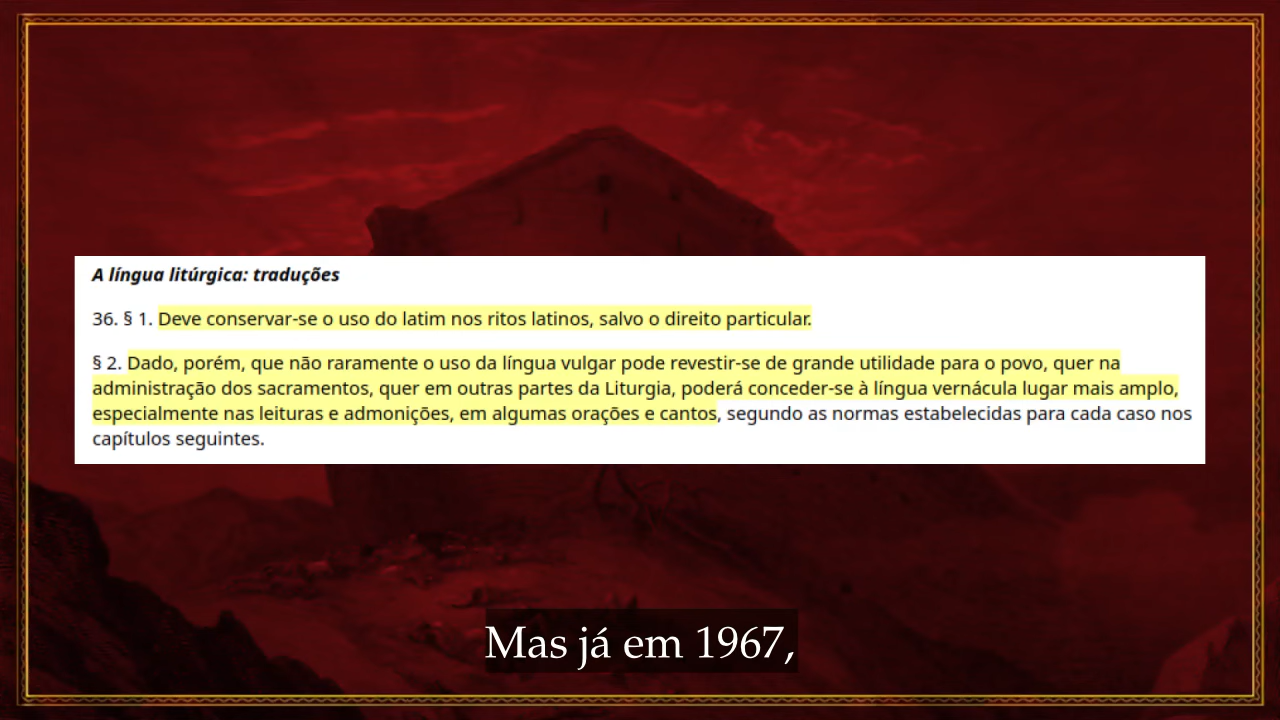 A língua litúrgica: traduções
36. § 1. Deve conservar-se o uso do latim nos ritos latinos, salvo o direito particular.
§ 2. Dado, porém, que não raramente o uso da língua vulgar pode revestir-se de grande utilidade para o povo, quer na
administração dos sacramentos, quer em outras partes da Liturgia, poderá conceder-se à língua vernácula lugar mais amplo,
especialmente nas leituras e admonições, em algumas orações e cantos, segundo as normas estabelecidas para cada caso nos
capítulos seguintes.
Mas já em 1967,